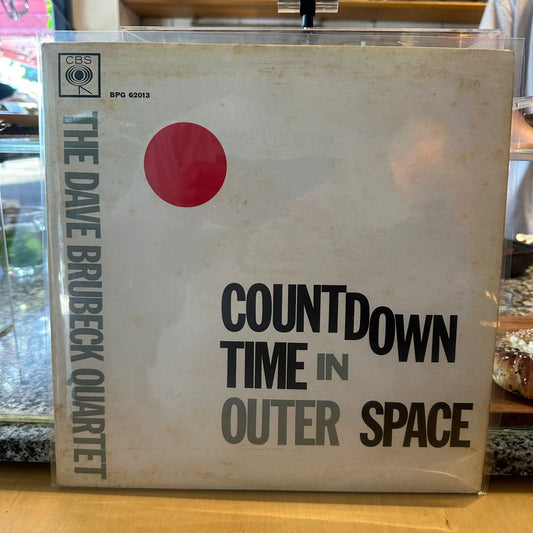 CBS
BPG 62013
THE DAVE BRUBECK QUARTET
COUNTDOWN
TIME IN
OUTER SPACE